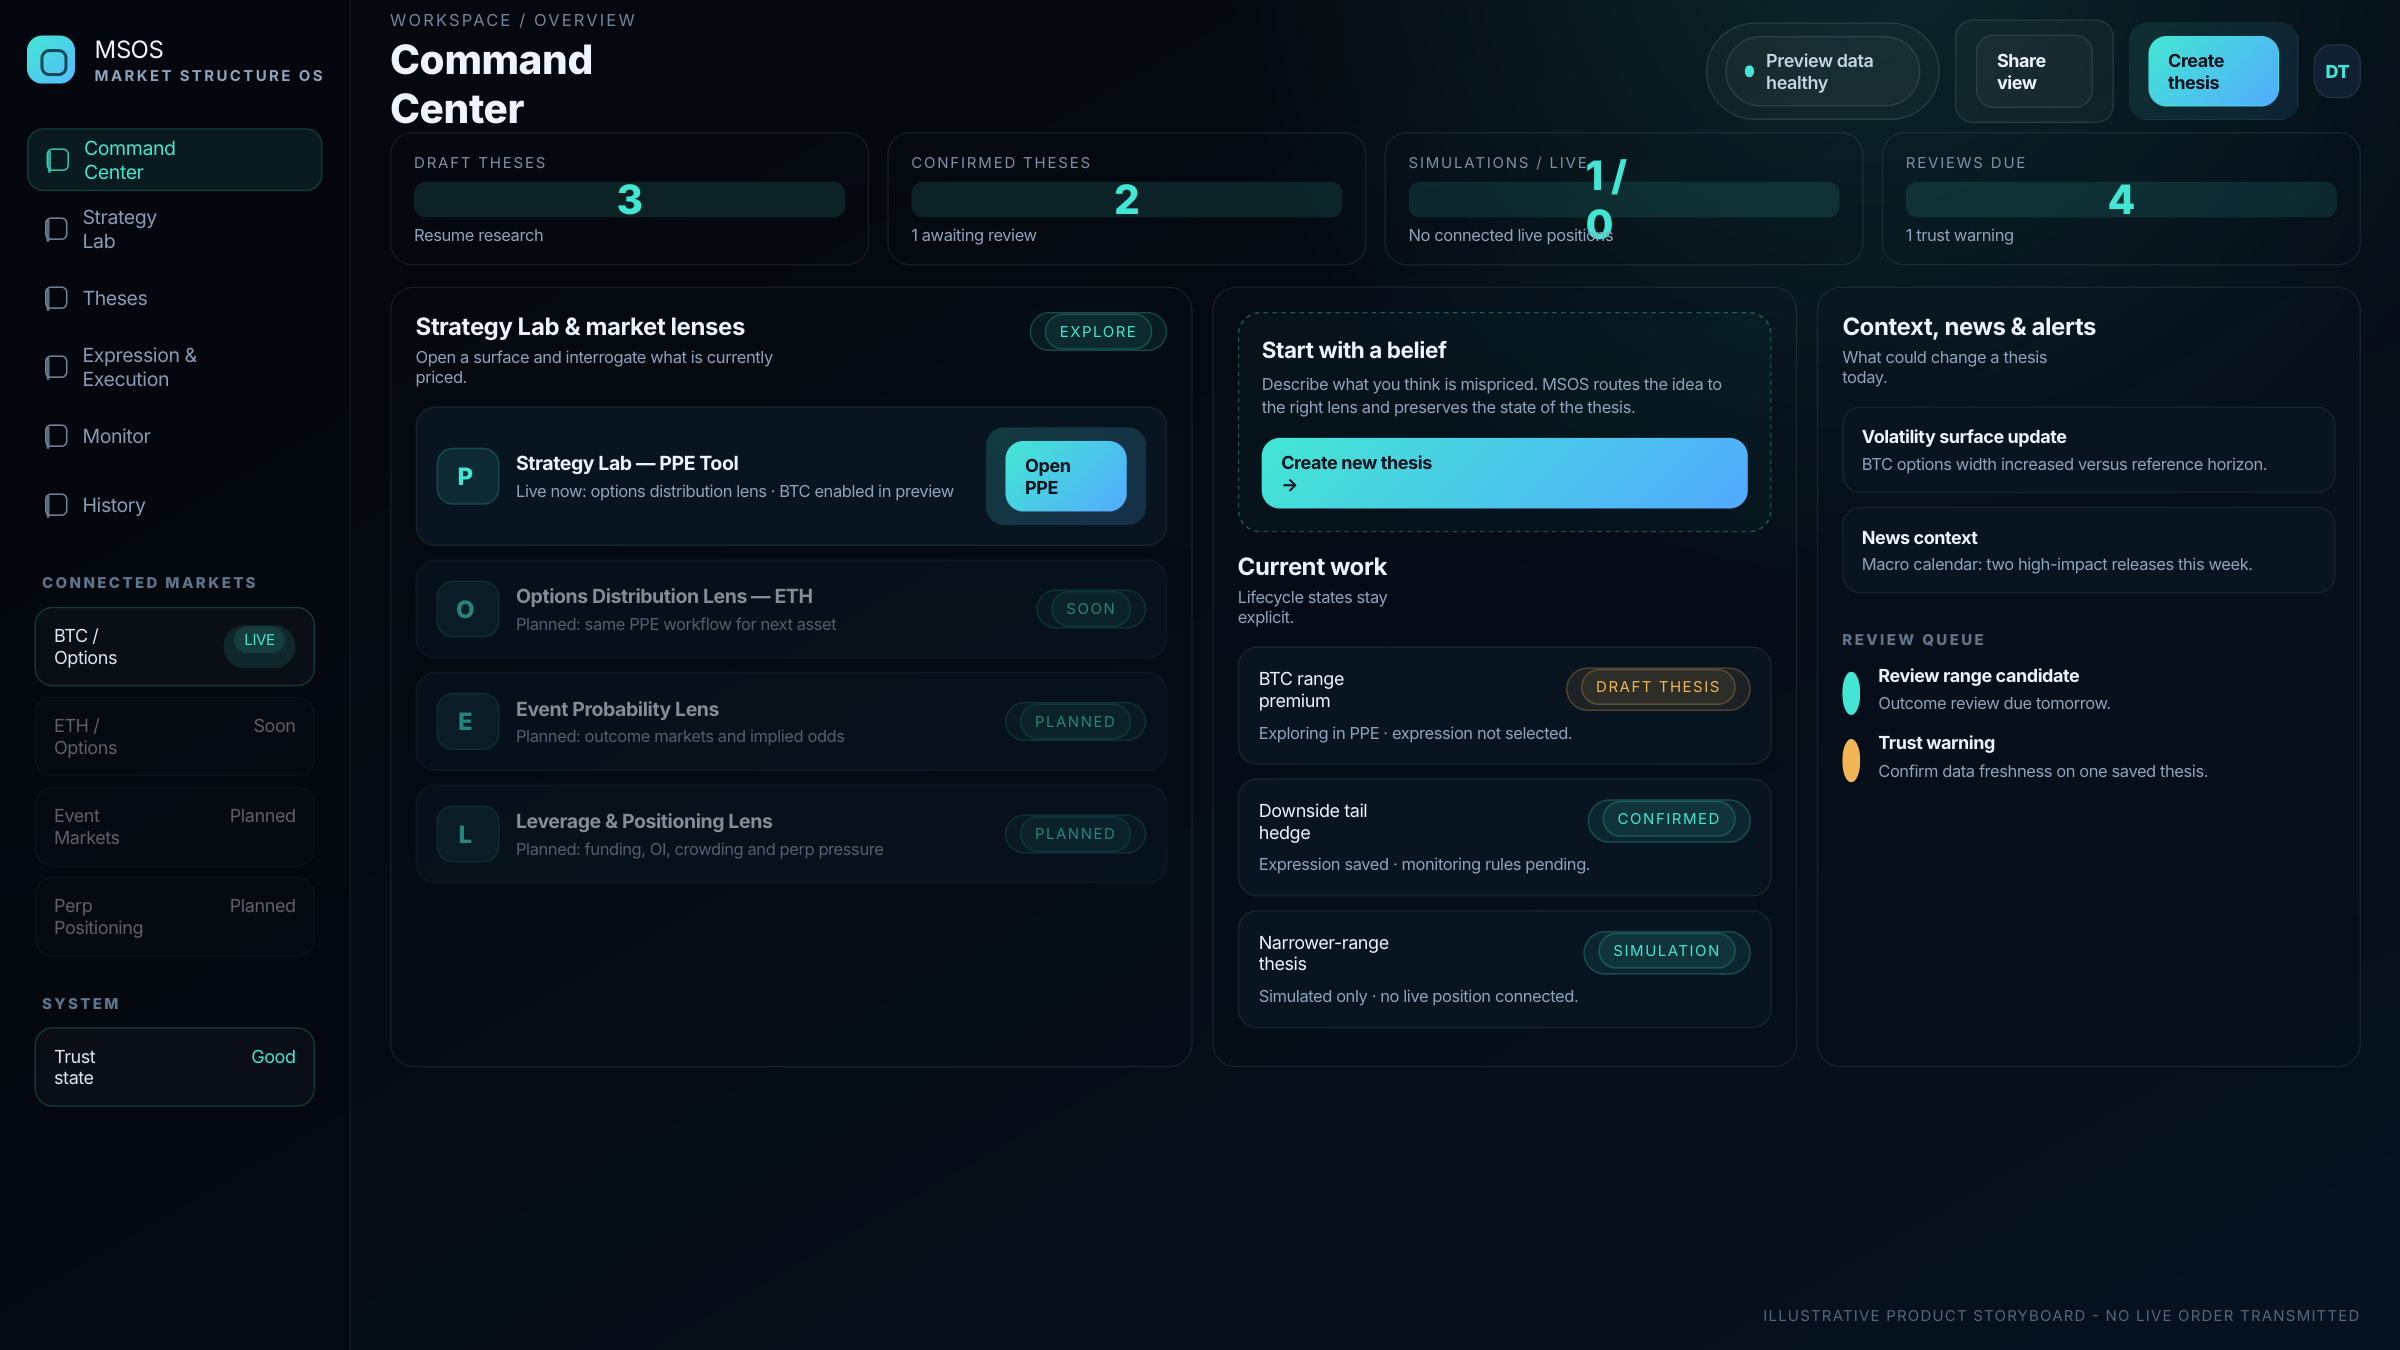 MSOS
MARKET STRUCTURE OS
Command
Center
Strategy
Lab
Theses
Expression &
Execution
Monitor
History
CONNECTED MARKETS
BTC /
Options
LIVE
ETH /
Options
Soon
Event
Markets
Planned
Perp
Positioning
Planned
SYSTEM
Trust
state
Good
WORKSPACE / OVERVIEW
Command
Center
Preview data
healthy
Share
view
Create
thesis
DT
DRAFT THESES
3
Resume research
CONFIRMED THESES
2
1 awaiting review
SIMULATIONS / LIVE
1 /
0
No connected live positions
REVIEWS DUE
4
1 trust warning
Strategy Lab & market lenses
Open a surface and interrogate what is currently
priced.
EXPLORE
P
Strategy Lab — PPE Tool
Live now: options distribution lens · BTC enabled in preview
Open
PPE
O
Options Distribution Lens — ETH
Planned: same PPE workflow for next asset
SOON
E
Event Probability Lens
Planned: outcome markets and implied odds
PLANNED
L
Leverage & Positioning Lens
Planned: funding, OI, crowding and perp pressure
PLANNED
Start with a belief
Describe what you think is mispriced. MSOS routes the idea to
the right lens and preserves the state of the thesis.
Create new thesis
→
Current work
Lifecycle states stay
explicit.
BTC range
premium
DRAFT THESIS
Exploring in PPE · expression not selected.
Downside tail
hedge
CONFIRMED
Expression saved · monitoring rules pending.
Narrower-range
thesis
SIMULATION
Simulated only · no live position connected.
Context, news & alerts
What could change a thesis
today.
Volatility surface update
BTC options width increased versus reference horizon.
News context
Macro calendar: two high-impact releases this week.
REVIEW QUEUE
Review range candidate
Outcome review due tomorrow.
Trust warning
Confirm data freshness on one saved thesis.
ILLUSTRATIVE PRODUCT STORYBOARD - NO LIVE ORDER TRANSMITTED